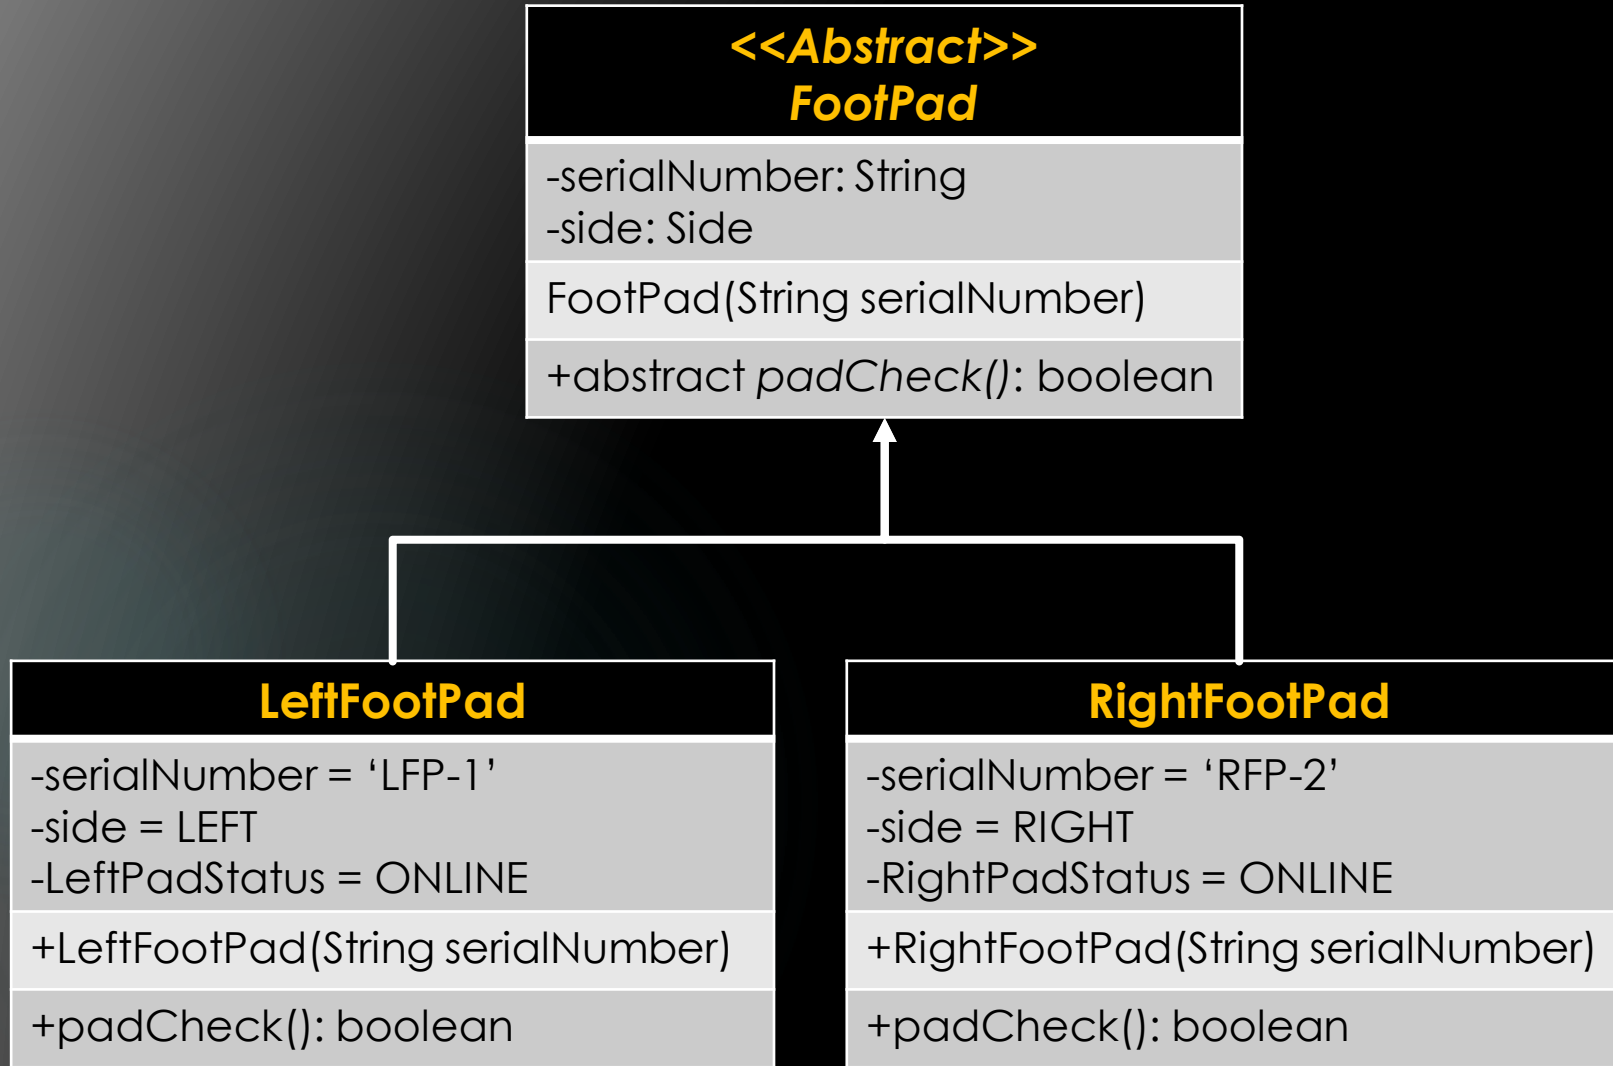 <<Abstract>>
FootPad
-serialNumber: String
-side: Side
FootPad(String serialNumber)
+abstract padCheck(): boolean
LeftFootPad
-serialNumber = ‘LFP-1’
-side = LEFT
-LeftPadStatus = ONLINE
+LeftFootPad(String serialNumber)
+padCheck(): boolean
RightFootPad
-serialNumber = ‘RFP-2’
-side = RIGHT
-RightPadStatus = ONLINE
+RightFootPad(String serialNumber)
+padCheck(): boolean